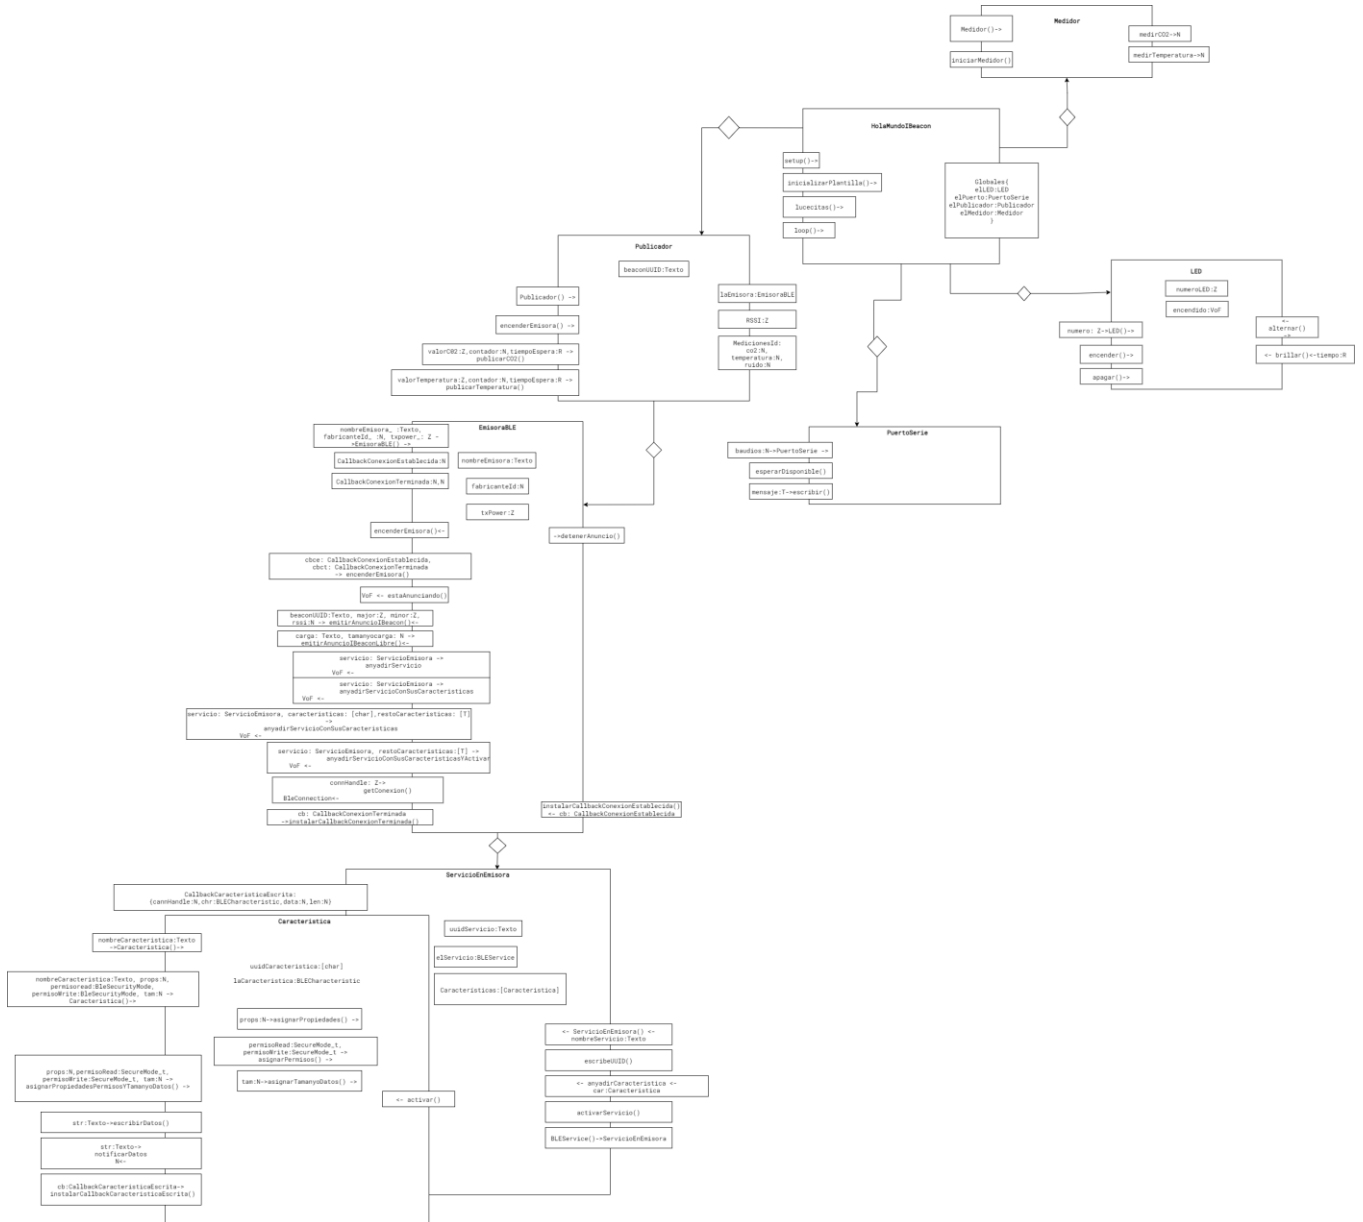 Medidor
Medidor()->
medirCO2->N
iniciarMedidor()
medirTemperatura->N
HolaMundoIBeacon
setup()->
inicializarPlantilla()->
lucecitas()->
loop()->
Globales{
elLED:LED
elPuerto:PuertoSerie
elPublicador:Publicador
elMedidor:Medidor
}
Publicador
beaconUUID:Texto
Publicador() ->
encenderEmisora() ->
valorCO2:Z,contador:N,tiempoEspera:R ->
publicarCO2()
valorTemperatura:Z,contador:N,tiempoEspera:R ->
publicarTemperatura()
laEmisora:EmisoraBLE
RSSI:Z
MedicionesId:
co2:N,
temperatura:N,
ruido:N
LED
numeroLED:Z
encendido:VoF
numero: Z->LED()->
encender()->
apagar()->
<-
alternar()
->
<- brillar()<-tiempo:R
PuertoSerie
baudios:N->PuertoSerie ->
esperarDisponible()
mensaje:T->escribir()
EmisoraBLE
nombreEmisora_ :Texto,
fabricanteId_ :N, txpower_: Z -
>EmisoraBLE() ->
CallbackConexionEstablecida:N
CallbackConexionTerminada:N,N
nombreEmisora:Texto
fabricanteId:N
txPower:Z
encenderEmisora()<-
->detenerAnuncio()
cbce: CallbackConexionEstablecida,
cbct: CallbackConexionTerminada
-> encenderEmisora()
VoF <- estaAnunciando()
beaconUUID:Texto, major:Z, minor:Z,
rssi:N -> emitirAnuncioIBeacon()<-
carga: Texto, tamanyocarga: N ->
emitirAnuncioIBeaconLibre()<-
servicio: ServicioEmisora ->
anyadirServicio
VoF <-
servicio: ServicioEmisora ->
anyadirServicioConSusCaracteristicas
VoF <-
servicio: ServicioEmisora, caracteristicas: [char],restoCaracteristicas: [T]
->
anyadirServicioConSusCaracteristicas
VoF <-
servicio: ServicioEmisora, restoCaracteristicas:[T] ->
anyadirServicioConSusCaracteristicasYActivar
VoF <-
connHandle: Z->
getConexion()
BleConnection<-
cb: CallbackConexionTerminada
->instalarCallbackConexionTerminada()
instalarCallbackConexionEstablecida()
<- cb: CallbackConexionEstablecida
ServicioEnEmisora
CallbackCaracteristicaEscrita:
{connHandle:N,chr:BLECharacteristic,data:N,len:N}
uuidServicio:Texto
elServicio:BLEService
Caracteristicas:[Caracteristica]
<- ServicioEnEmisora() <-
nombreServicio:Texto
escribeUUID()
<- anyadirCaracteristica <-
car:Caracteristica
activarServicio()
BLEService()->ServicioEnEmisora
Caracteristica
nombreCaracteristica:Texto
->Caracteristica()->
uuidCaracteristica:[char]
laCaracteristica:BLECharacteristic
nombreCaracteristica:Texto, props:N,
permisoread:BleSecurityMode,
permisoWrite:BleSecurityMode, tam:N ->
Caracteristica()->
props:N->asignarPropiedades() ->
permisoRead:SecureMode_t,
permisoWrite:SecureMode_t ->
asignarPermisos() ->
tam:N->asignarTamanyoDatos() ->
<- activar()
props:N,permisoRead:SecureMode_t,
permisoWrite:SecureMode_t, tam:N ->
asignarPropiedadesPermisosYTamanyoDatos() ->
str:Texto->escribirDatos()
str:Texto->
notificarDatos
N<-
cb:CallbackCaracteristicaEscrita->
instalarCallbackCaracteristicaEscrita()